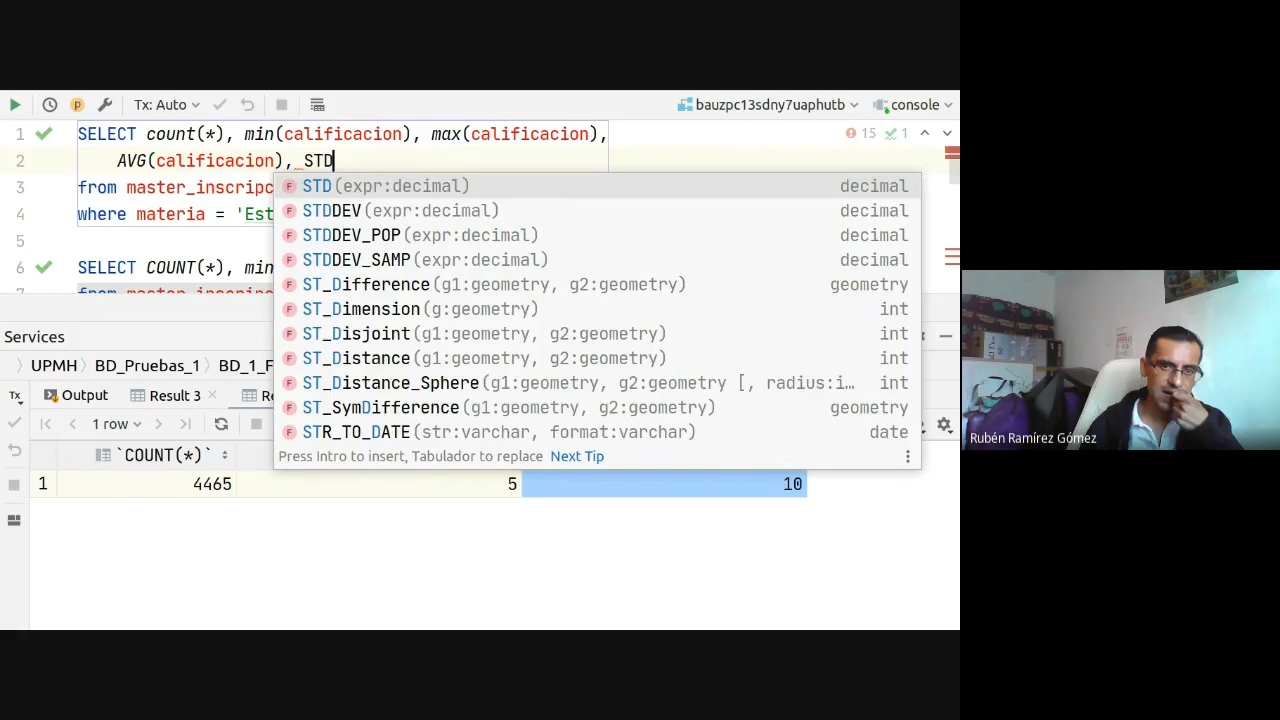 Tx: Auto
bauzpc13sdny7uaphutb
console
1 SELECT count(*), min(calificacion), max(calificacion),
15
1
2 AVG(calificacion), STD
3 from master_inscripc
4 where materia = 'Est
5
6 SELECT COUNT(*), min
7 from master_inscripc
STD(expr:decimal) decimal
STDDEV(expr:decimal) decimal
STDDEV_POP(expr:decimal) decimal
STDDEV_SAMP(expr:decimal) decimal
ST_Difference(g1:geometry, g2:geometry) geometry
ST_Dimension(g:geometry) int
ST_Disjoint(g1:geometry, g2:geometry) int
ST_Distance(g1:geometry, g2:geometry) int
ST_Distance_Sphere(g1:geometry, g2:geometry [, radius:i… int
ST_SymDifference(g1:geometry, g2:geometry) geometry
STR_TO_DATE(str:varchar, format:varchar) date
Press Intro to insert, Tabulador to replace Next Tip
Services
UPMH
BD_Pruebas_1
BD_1_F
Tx
Output
Result 3
Re
1 row
`COUNT(*)`
1 4465 5 10
Rubén Ramírez Gómez